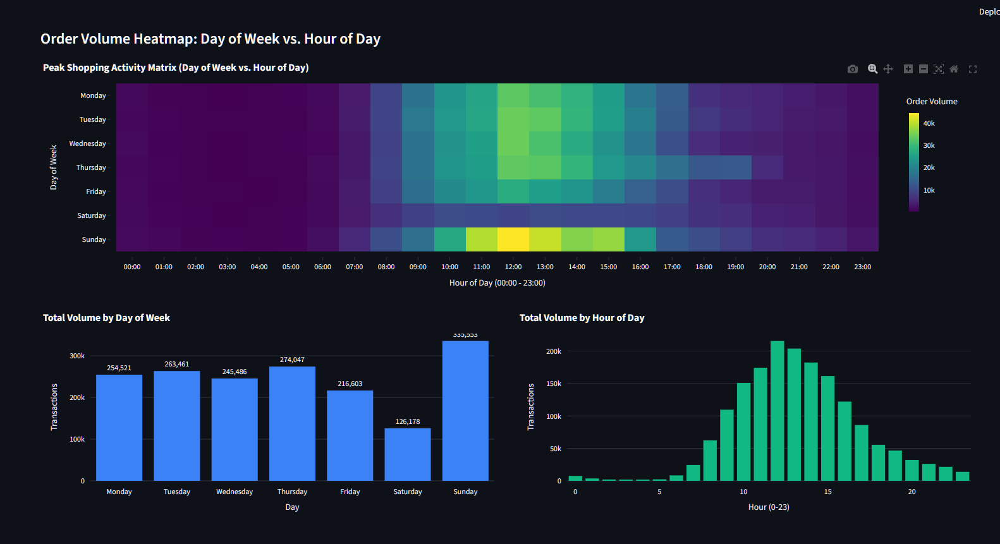 Order Volume Heatmap: Day of Week vs. Hour of Day
Peak Shopping Activity Matrix (Day of Week vs. Hour of Day)
Day of Week
Monday
Tuesday
Wednesday
Thursday
Friday
Saturday
Sunday
00:00 01:00 02:00 03:00 04:00 05:00 06:00 07:00 08:00 09:00 10:00 11:00 12:00 13:00 14:00 15:00 16:00 17:00 18:00 19:00 20:00 21:00 22:00 23:00
Hour of Day (00:00 - 23:00)
Order Volume
40k
30k
20k
10k
Total Volume by Day of Week
Transactions
300k
200k
100k
0
254,521
263,461
245,486
274,047
216,603
126,178
335,553
Monday Tuesday Wednesday Thursday Friday Saturday Sunday
Day
Total Volume by Hour of Day
Transactions
200k
150k
100k
50k
0
0 5 10 15 20
Hour (0-23)